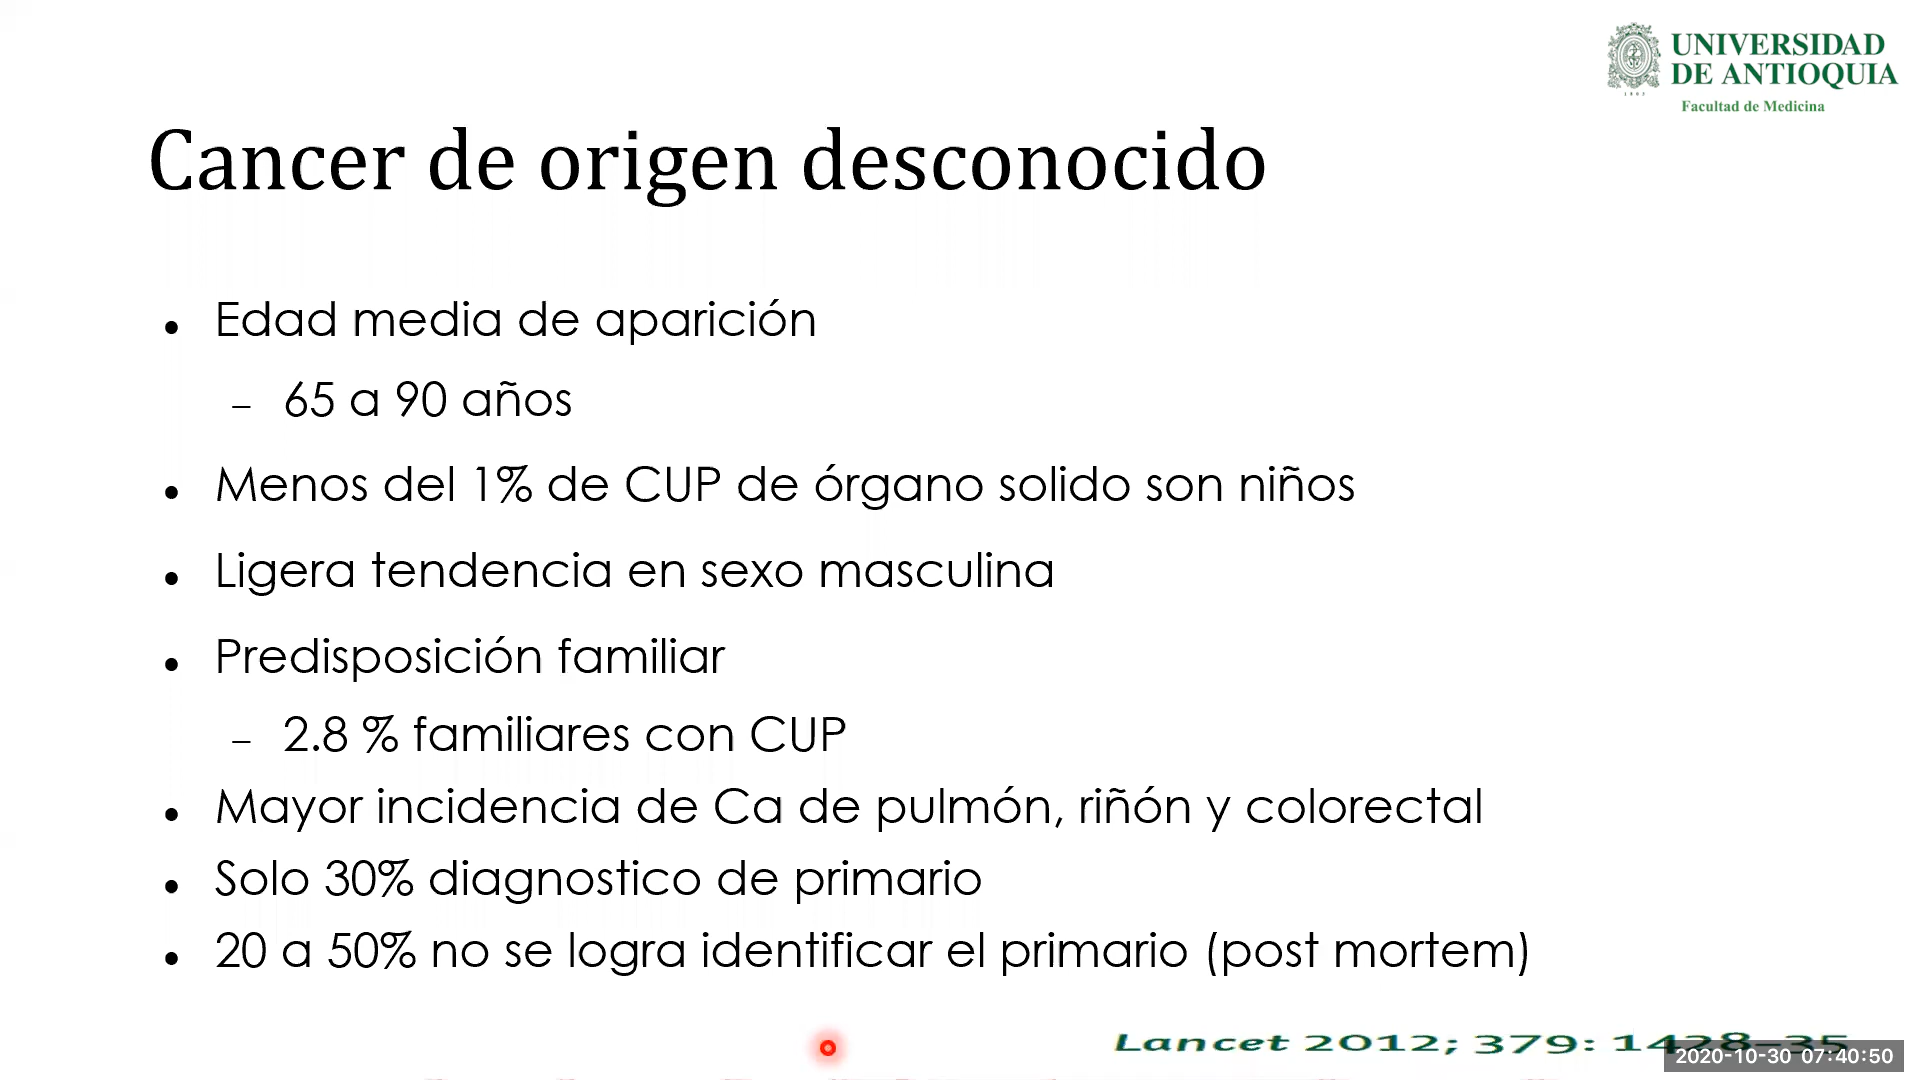 UNIVERSIDAD
DE ANTIOQUIA
1803
Facultad de Medicina
Cancer de origen desconocido
• Edad media de aparición
– 65 a 90 años
• Menos del 1% de CUP de órgano solido son niños
• Ligera tendencia en sexo masculina
• Predisposición familiar
– 2.8 % familiares con CUP
• Mayor incidencia de Ca de pulmón, riñón y colorectal
• Solo 30% diagnostico de primario
• 20 a 50% no se logra identificar el primario (post mortem)
Lancet 2012; 379: 1428–35
2020-10-30 07:40:50